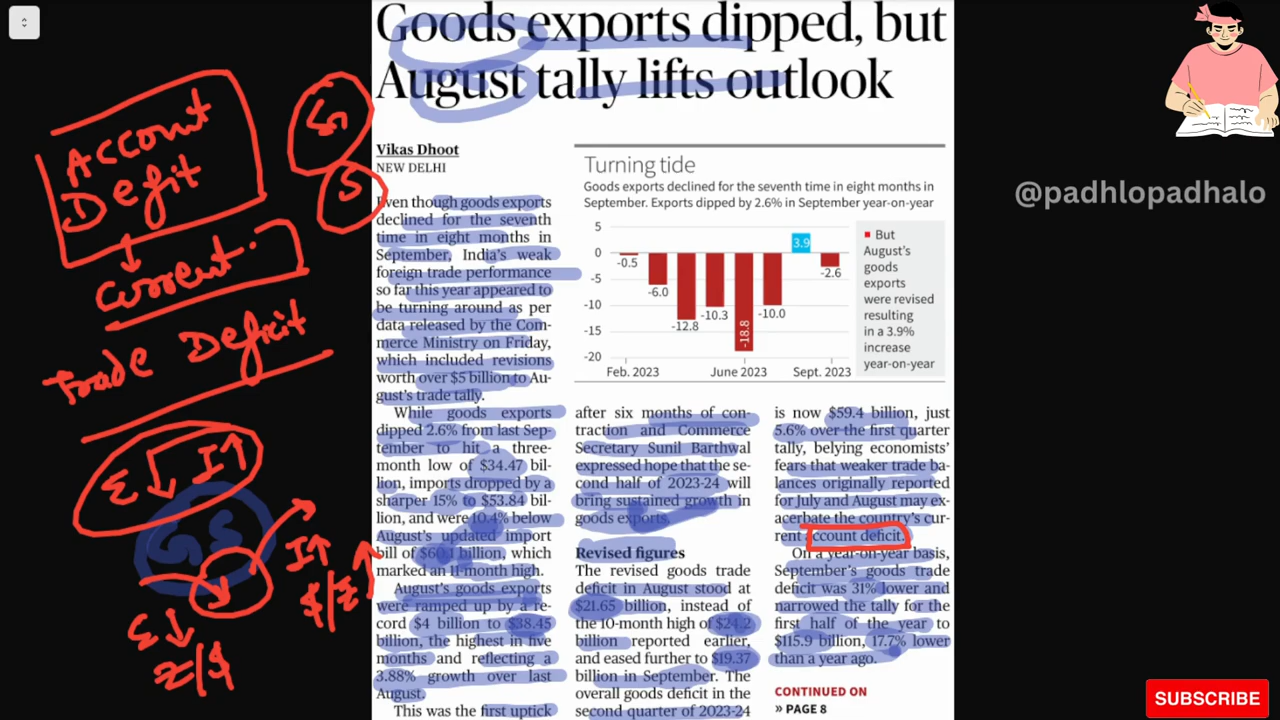 Goods exports dipped, but
August tally lifts outlook
Vikas Dhoot
NEW DELHI
Even though goods exports
declined for the seventh
time in eight months in
September, India's weak
foreign trade performance
so far this year appeared to
be turning around as per
data released by the Com-
merce Ministry on Friday,
which included revisions
worth over $5 billion to Au-
gust's trade tally.
While goods exports
dipped 2.6% from last Sep-
tember to hit a three-
month low of $34.47 bil-
lion, imports dropped by a
sharper 15% to $53.84 bil-
lion, and were 10.4% below
August's updated import
bill of $60.1 billion, which
marked an 11-month high.
August's goods exports
were ramped up by a re-
cord $4 billion to $38.45
billion, the highest in five
months and reflecting a
3.88% growth over last
August.
This was the first uptick
Turning tide
Goods exports declined for the seventh time in eight months in
September. Exports dipped by 2.6% in September year-on-year
5
0
-5
-10
-15
-20
-0.5
-6.0
-12.8
-10.3
-18.8
-10.0
3.9
-2.6
Feb. 2023
June 2023
Sept. 2023
But
August's
goods
exports
were revised
resulting
in a 3.9%
increase
year-on-year
after six months of con-
traction and Commerce
Secretary Sunil Barthwal
expressed hope that the se-
cond half of 2023-24 will
bring sustained growth in
goods exports.
Revised figures
The revised goods trade
deficit in August stood at
$21.65 billion, instead of
the 10-month high of $24.2
billion reported earlier,
and eased further to $19.37
billion in September. The
overall goods deficit in the
second quarter of 2023-24
is now $59.4 billion, just
5.6% over the first quarter
tally, belying economists'
fears that weaker trade ba-
lances originally reported
for July and August may ex-
acerbate the country's cur-
rent account deficit.
On a year-on-year basis,
September's goods trade
deficit was 31% lower and
narrowed the tally for the
first half of the year to
$115.9 billion, 17.7% lower
than a year ago.
CONTINUED ON
» PAGE 8
Account
Defit
Current.
Trade Deficit
G
S
E↓ I↑
G S
I↑
E↓
@padhlopadhalo
SUBSCRIBE